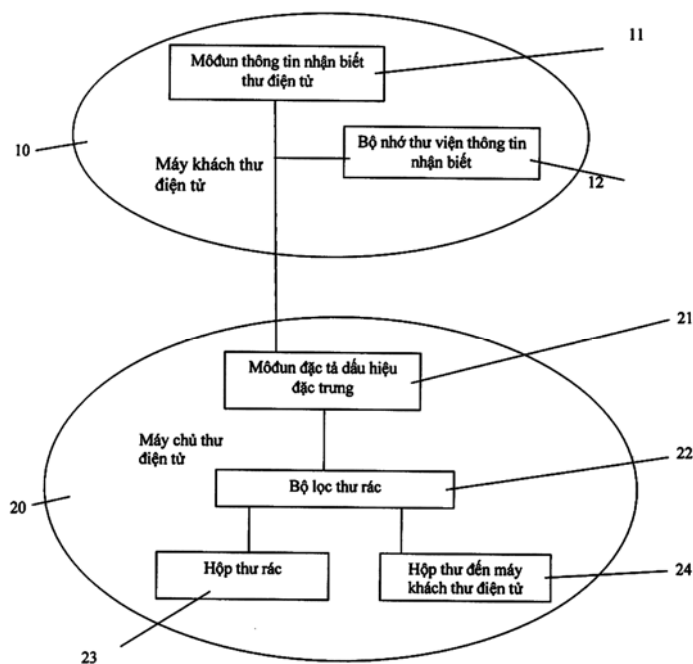 11
Môđun thông tin nhận biết
thư điện tử
10
Bộ nhớ thư viện thông tin
nhận biết
Máy khách thư
điện tử
12
21
Môđun đặc tả dấu hiệu
đặc trưng
Máy chủ thư
điện tử
22
Bộ lọc thư rác
20
Hộp thư rác
Hộp thư đến máy
khách thư điện tử
24
23